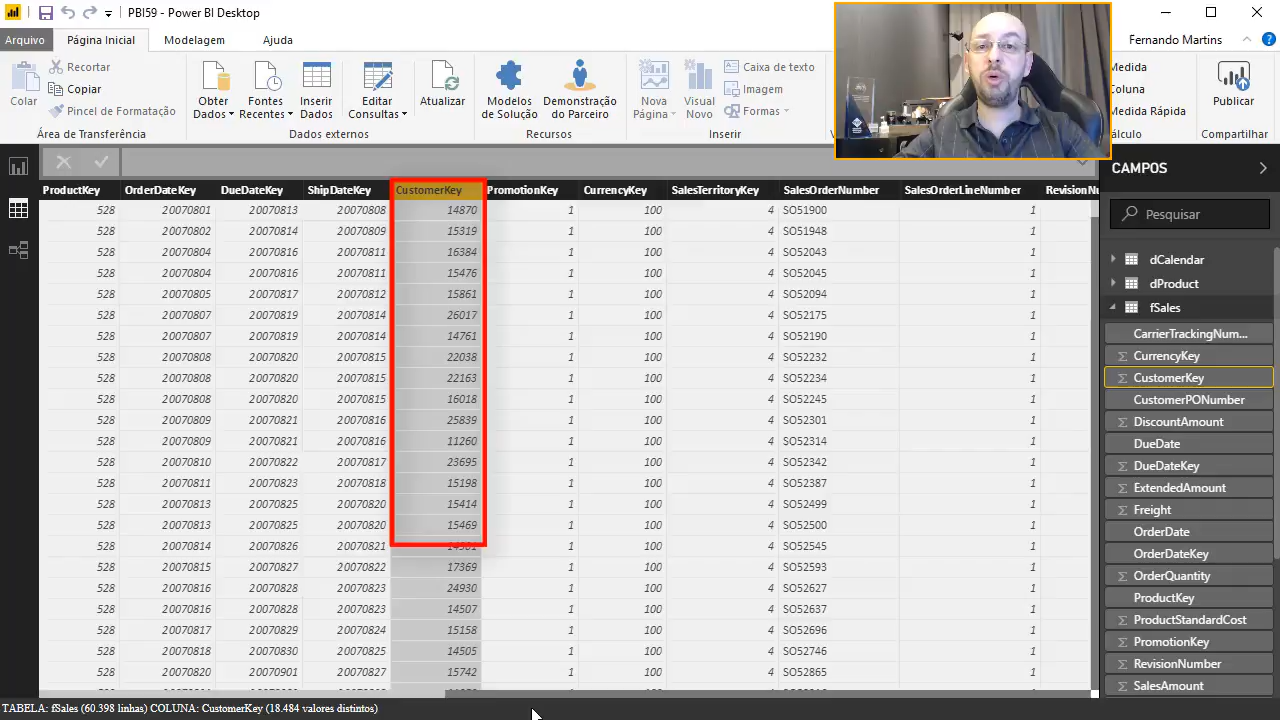 PBI59 - Power BI Desktop
Arquivo Página Inicial Modelagem Ajuda Fernando Martins
Colar
Recortar
Copiar
Pincel de Formatação
Obter Dados
Fontes Recentes
Inserir Dados
Editar Consultas
Atualizar
Modelos de Solução
Demonstração do Parceiro
Nova Página
Visual Novo
Caixa de texto
Imagem
Formas
Medida
Coluna
Medida Rápida
Publicar
Área de Transferência Dados externos Recursos Inserir Compartilhar
ProductKey OrderDateKey DueDateKey ShipDateKey CustomerKey PromotionKey CurrencyKey SalesTerritoryKey SalesOrderNumber SalesOrderLineNumber
528 20070801 20070813 20070808 14870 1 100 4 SO51900 1
528 20070802 20070814 20070809 15319 1 100 4 SO51948 1
528 20070804 20070816 20070811 16384 1 100 4 SO52043 1
528 20070804 20070816 20070811 15476 1 100 4 SO52045 1
528 20070805 20070817 20070812 15861 1 100 4 SO52094 1
528 20070807 20070819 20070814 26017 1 100 4 SO52175 1
528 20070807 20070819 20070814 14761 1 100 4 SO52190 1
528 20070808 20070820 20070815 22038 1 100 4 SO52232 1
528 20070808 20070820 20070815 22163 1 100 4 SO52234 1
528 20070808 20070820 20070815 16018 1 100 4 SO52245 1
528 20070809 20070821 20070816 25839 1 100 4 SO52301 1
528 20070809 20070821 20070816 11260 1 100 4 SO52314 1
528 20070810 20070822 20070817 23695 1 100 4 SO52342 1
528 20070811 20070823 20070818 15198 1 100 4 SO52387 1
528 20070813 20070825 20070820 15414 1 100 4 SO52499 1
528 20070813 20070825 20070820 15469 1 100 4 SO52500 1
528 20070814 20070826 20070821 1 100 4 SO52545 1
528 20070815 20070827 20070822 17369 1 100 4 SO52593 1
528 20070816 20070828 20070823 24930 1 100 4 SO52627 1
528 20070816 20070828 20070823 14507 1 100 4 SO52637 1
528 20070817 20070829 20070824 15158 1 100 4 SO52696 1
528 20070818 20070830 20070825 14505 1 100 4 SO52746 1
528 20070820 20070901 20070827 15742 1 100 4 SO52865 1
CAMPOS
Pesquisar
dCalendar
dProduct
fSales
CarrierTrackingNum...
CurrencyKey
CustomerKey
CustomerPONumber
DiscountAmount
DueDate
DueDateKey
ExtendedAmount
Freight
OrderDate
OrderDateKey
OrderQuantity
ProductKey
ProductStandardCost
PromotionKey
RevisionNumber
SalesAmount
TABELA: fSales (60.398 linhas) COLUNA: CustomerKey (18.484 valores distintos)